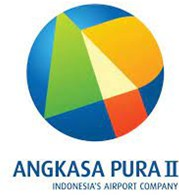 ANGKASA PURA II
INDONESIA'S AIRPORT COMPANY